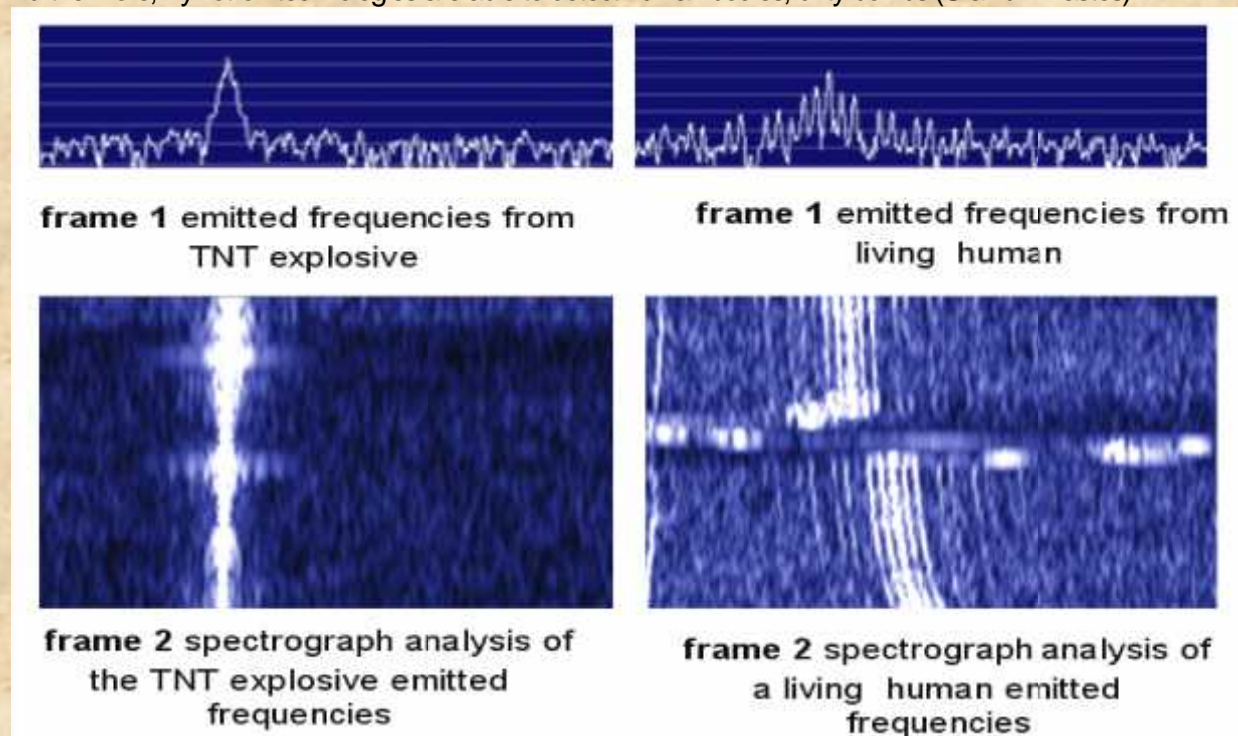 frame 1 emitted frequencies from
TNT explosive
frame 1 emitted frequencies from
living human
frame 2 spectrograph analysis of
the TNT explosive emitted
frequencies
frame 2 spectrograph analysis of
a living human emitted
frequencies